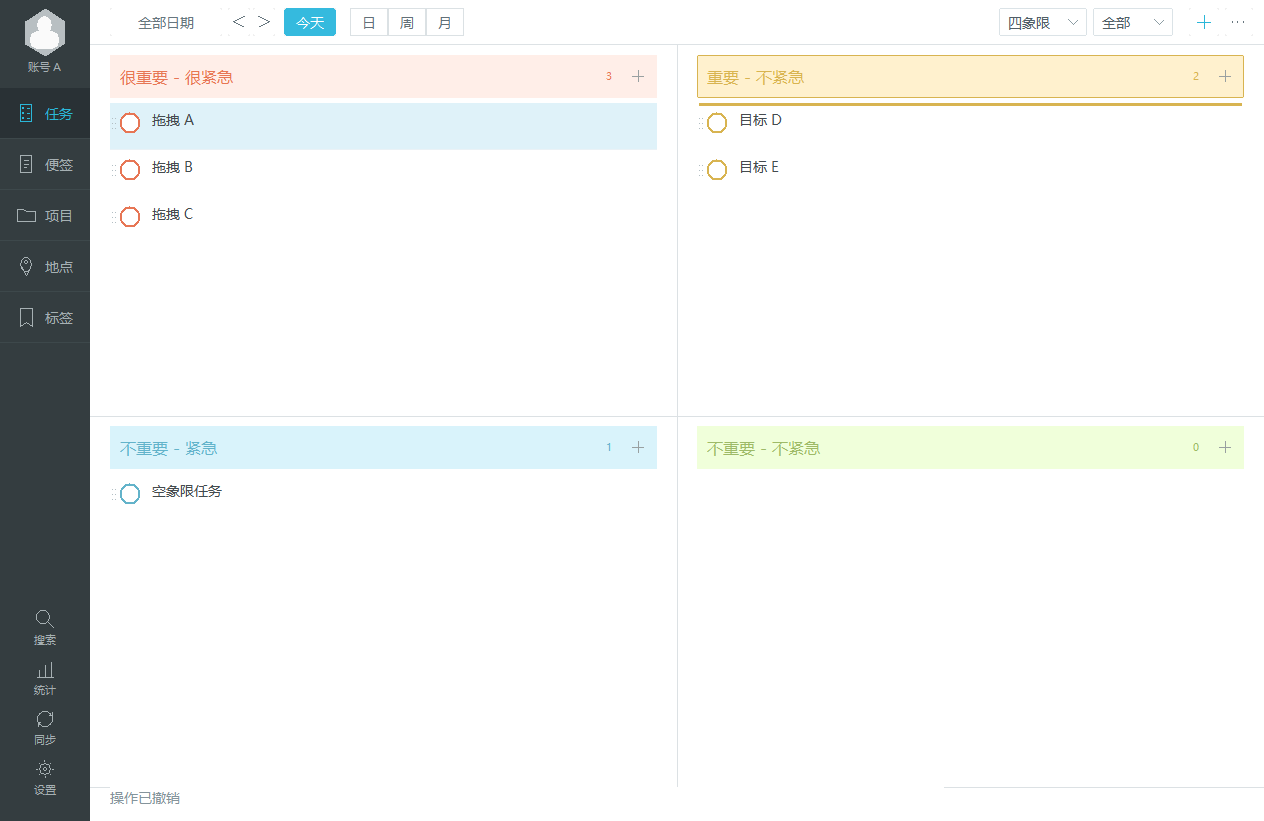 账号 A
任务
便签
项目
地点
标签
搜索
统计
同步
设置
全部日期 < > 今天 日 周 月 四象限 全部
很重要 - 很紧急 3
拖拽 A
拖拽 B
拖拽 C
重要 - 不紧急 2
目标 D
目标 E
不重要 - 紧急 1
空象限任务
不重要 - 不紧急 0
操作已撤销